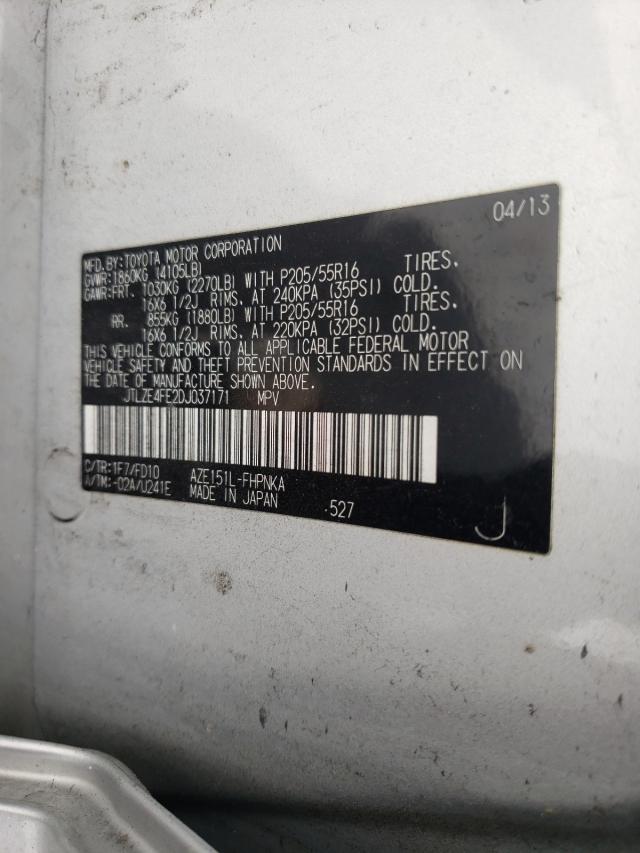 04/13
MFD.BY:TOYOTA MOTOR CORPORATION
GVWR:1860KG (4105LB)
GAWR:FRT. 1030KG (2270LB) WITH P205/55R16 TIRES,
16X6 1/2J RIMS, AT 240KPA (35PSI) COLD.
RR. 855KG (1880LB) WITH P205/55R16 TIRES,
16X6 1/2J RIMS, AT 220KPA (32PSI) COLD.
THIS VEHICLE CONFORMS TO ALL APPLICABLE FEDERAL MOTOR
VEHICLE SAFETY AND THEFT PREVENTION STANDARDS IN EFFECT ON
THE DATE OF MANUFACTURE SHOWN ABOVE.
JTLZE4FE2DJ037171 MPV
C/TR:1F7/FD10 AZE151L-FHPNKA
A/TM:-02A/U241E MADE IN JAPAN .527
J